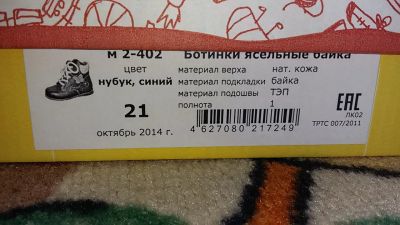 м 2-402 Ботинки ясельные байка
цвет материал верха нат. кожа
нубук, синий материал подкладки байка
материал подошвы ТЭП
полнота 1
21
октябрь 2014 г.
4 627080 217249
ЕАС
ЛК02
ТРТС 007/2011